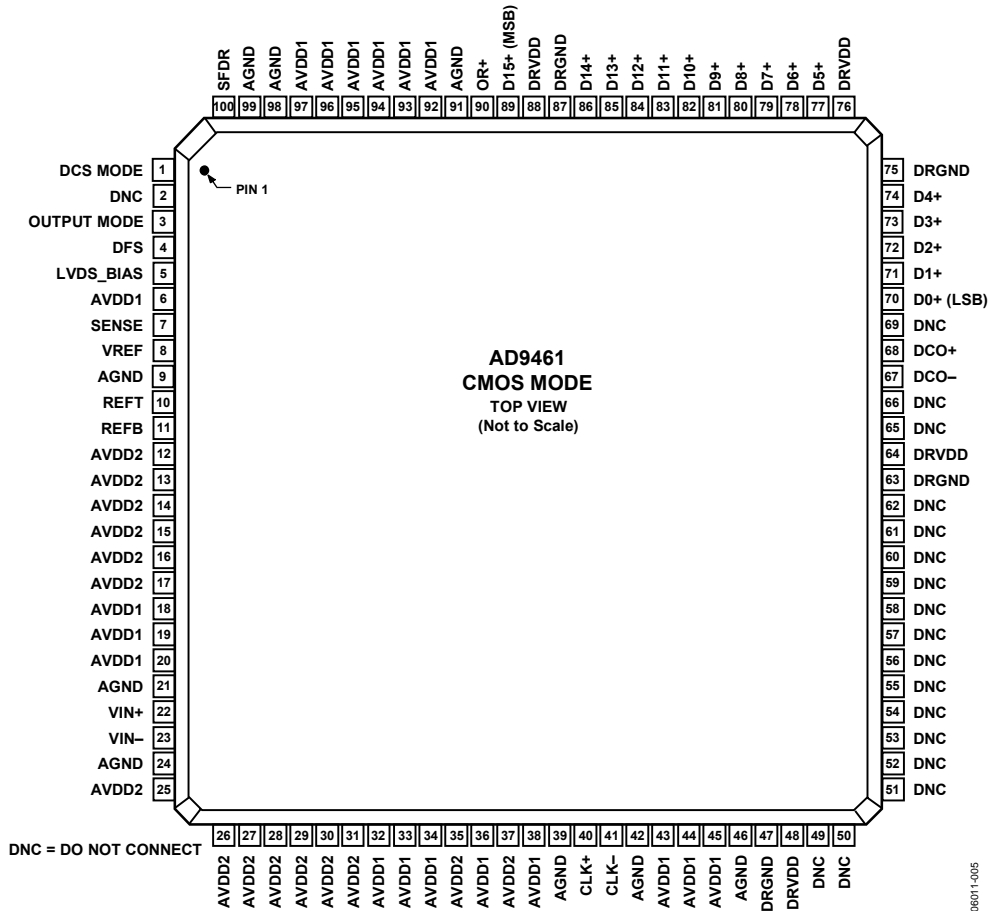 SFDR
AGND
AGND
AVDD1
AVDD1
AVDD1
AVDD1
AVDD1
AVDD1
AGND
OR+
D15+ (MSB)
DRVDD
DRGND
D14+
D13+
D12+
D11+
D10+
D9+
D8+
D7+
D6+
D5+
DRVDD
100 99 98 97 96 95 94 93 92 91 90 89 88 87 86 85 84 83 82 81 80 79 78 77 76
DCS MODE 1
DNC 2
OUTPUT MODE 3
DFS 4
LVDS_BIAS 5
AVDD1 6
SENSE 7
VREF 8
AGND 9
REFT 10
REFB 11
AVDD2 12
AVDD2 13
AVDD2 14
AVDD2 15
AVDD2 16
AVDD2 17
AVDD1 18
AVDD1 19
AVDD1 20
AGND 21
VIN+ 22
VIN– 23
AGND 24
AVDD2 25
PIN 1
AD9461
CMOS MODE
TOP VIEW
(Not to Scale)
75 DRGND
74 D4+
73 D3+
72 D2+
71 D1+
70 D0+ (LSB)
69 DNC
68 DCO+
67 DCO–
66 DNC
65 DNC
64 DRVDD
63 DRGND
62 DNC
61 DNC
60 DNC
59 DNC
58 DNC
57 DNC
56 DNC
55 DNC
54 DNC
53 DNC
52 DNC
51 DNC
26 27 28 29 30 31 32 33 34 35 36 37 38 39 40 41 42 43 44 45 46 47 48 49 50
AVDD2
AVDD2
AVDD2
AVDD2
AVDD2
AVDD2
AVDD1
AVDD1
AVDD1
AVDD2
AVDD1
AVDD2
AVDD1
AGND
CLK+
CLK–
AGND
AVDD1
AVDD1
AVDD1
AGND
DRGND
DRVDD
DNC
DNC
DNC = DO NOT CONNECT
06011-005